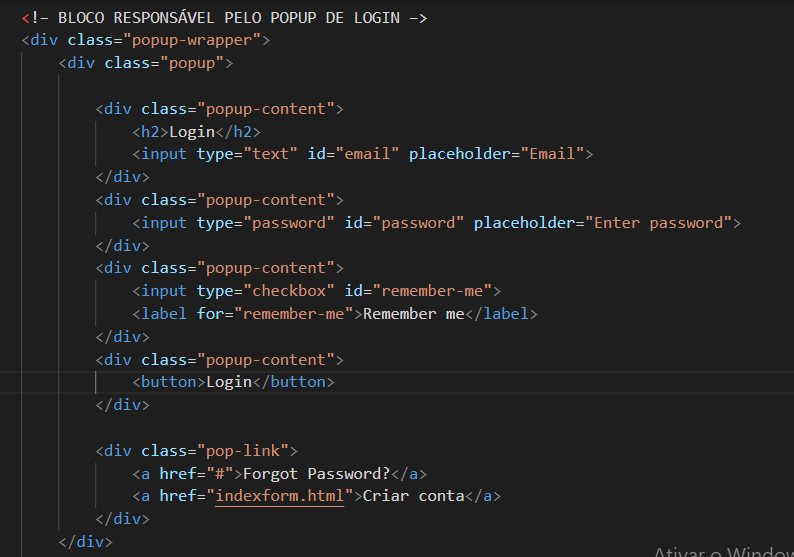 <!– BLOCO RESPONSÁVEL PELO POPUP DE LOGIN –>
<div class="popup-wrapper">
<div class="popup">
<div class="popup-content">
<h2>Login</h2>
<input type="text" id="email" placeholder="Email">
</div>
<div class="popup-content">
<input type="password" id="password" placeholder="Enter password">
</div>
<div class="popup-content">
<input type="checkbox" id="remember-me">
<label for="remember-me">Remember me</label>
</div>
<div class="popup-content">
<button>Login</button>
</div>
<div class="pop-link">
<a href="#">Forgot Password?</a>
<a href="indexform.html">Criar conta</a>
</div>
</div>
Ativar o Window